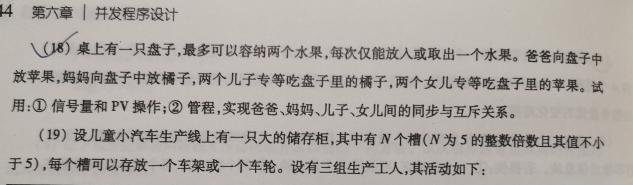 44 第六章 | 并发程序设计
(18) 桌上有一只盘子,最多可以容纳两个水果,每次仅能放入或取出一个水果。爸爸向盘子中
放苹果,妈妈向盘子中放橘子,两个儿子专等吃盘子里的橘子,两个女儿专等吃盘子里的苹果。试
用:① 信号量和 PV 操作;② 管程,实现爸爸、妈妈、儿子、女儿间的同步与互斥关系。
(19) 设儿童小汽车生产线上有一只大的储存柜,其中有 N 个槽(N 为 5 的整数倍数且其值不小
于 5),每个槽可以存放一个车架或一个车轮。设有三组生产工人,其活动如下: